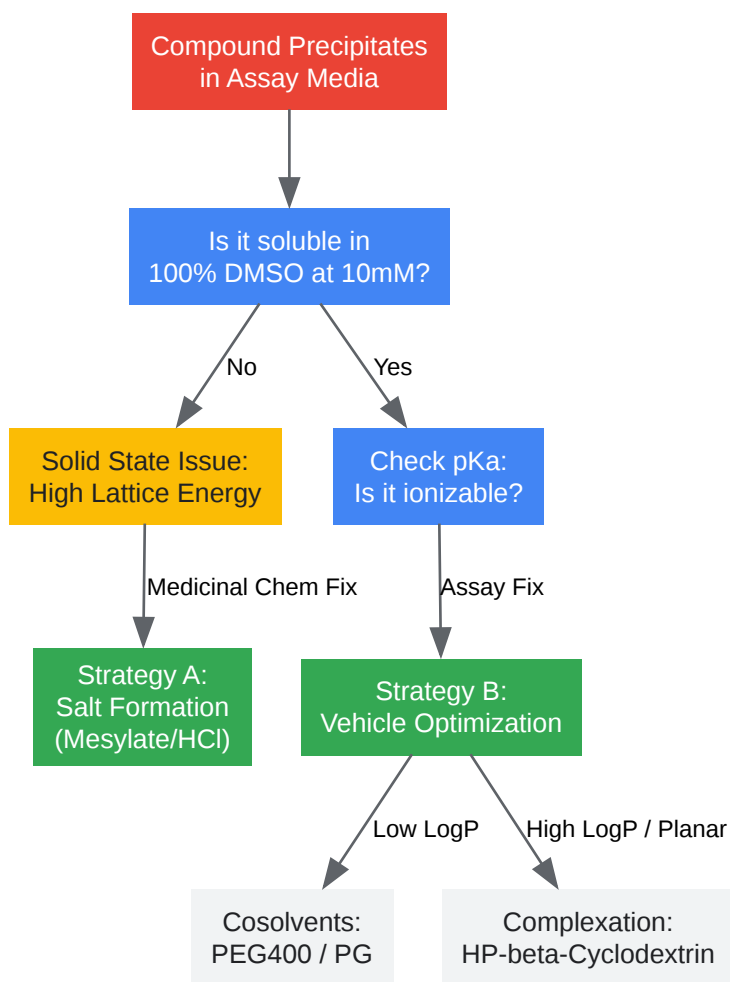 Compound Precipitates
in Assay Media
Is it soluble in
100% DMSO at 10mM?
No
Yes
Solid State Issue:
High Lattice Energy
Check pKa:
Is it ionizable?
Medicinal Chem Fix
Assay Fix
Strategy A:
Salt Formation
(Mesylate/HCl)
Strategy B:
Vehicle Optimization
Low LogP
High LogP / Planar
Cosolvents:
PEG400 / PG
Complexation:
HP-beta-Cyclodextrin